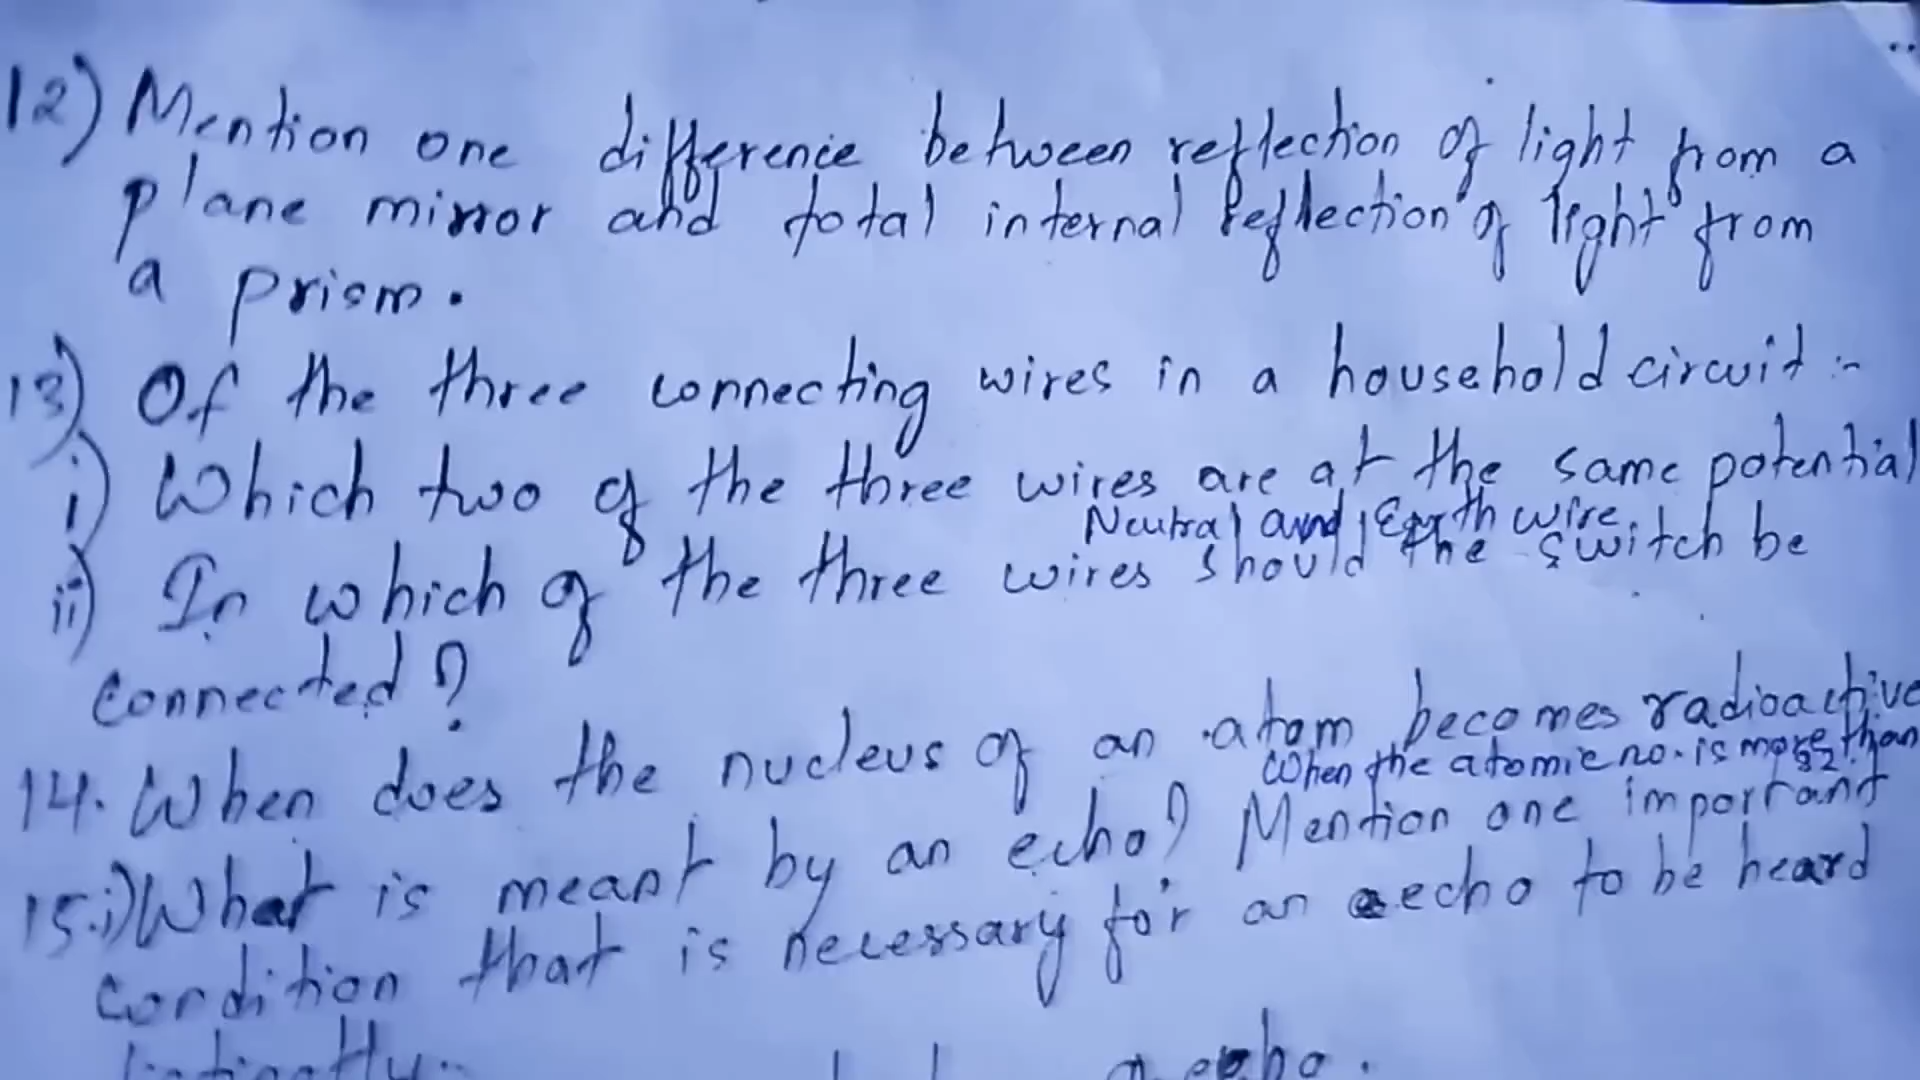 12) Mention one difference between reflection of light from a
plane mirror and total internal reflection of light from
a prism.
13) Of the three connecting wires in a household circuit :-
i) Which two of the three wires are at the same potential
Neutral and Earth wire.
ii) In which of the three wires should the switch be
connected?
14. When does the nucleus of an atom becomes radioactive
When the atomic no. is more than
82.
15.i) What is meant by an echo? Mention one important
condition that is necessary for an echo to be heard
echo.